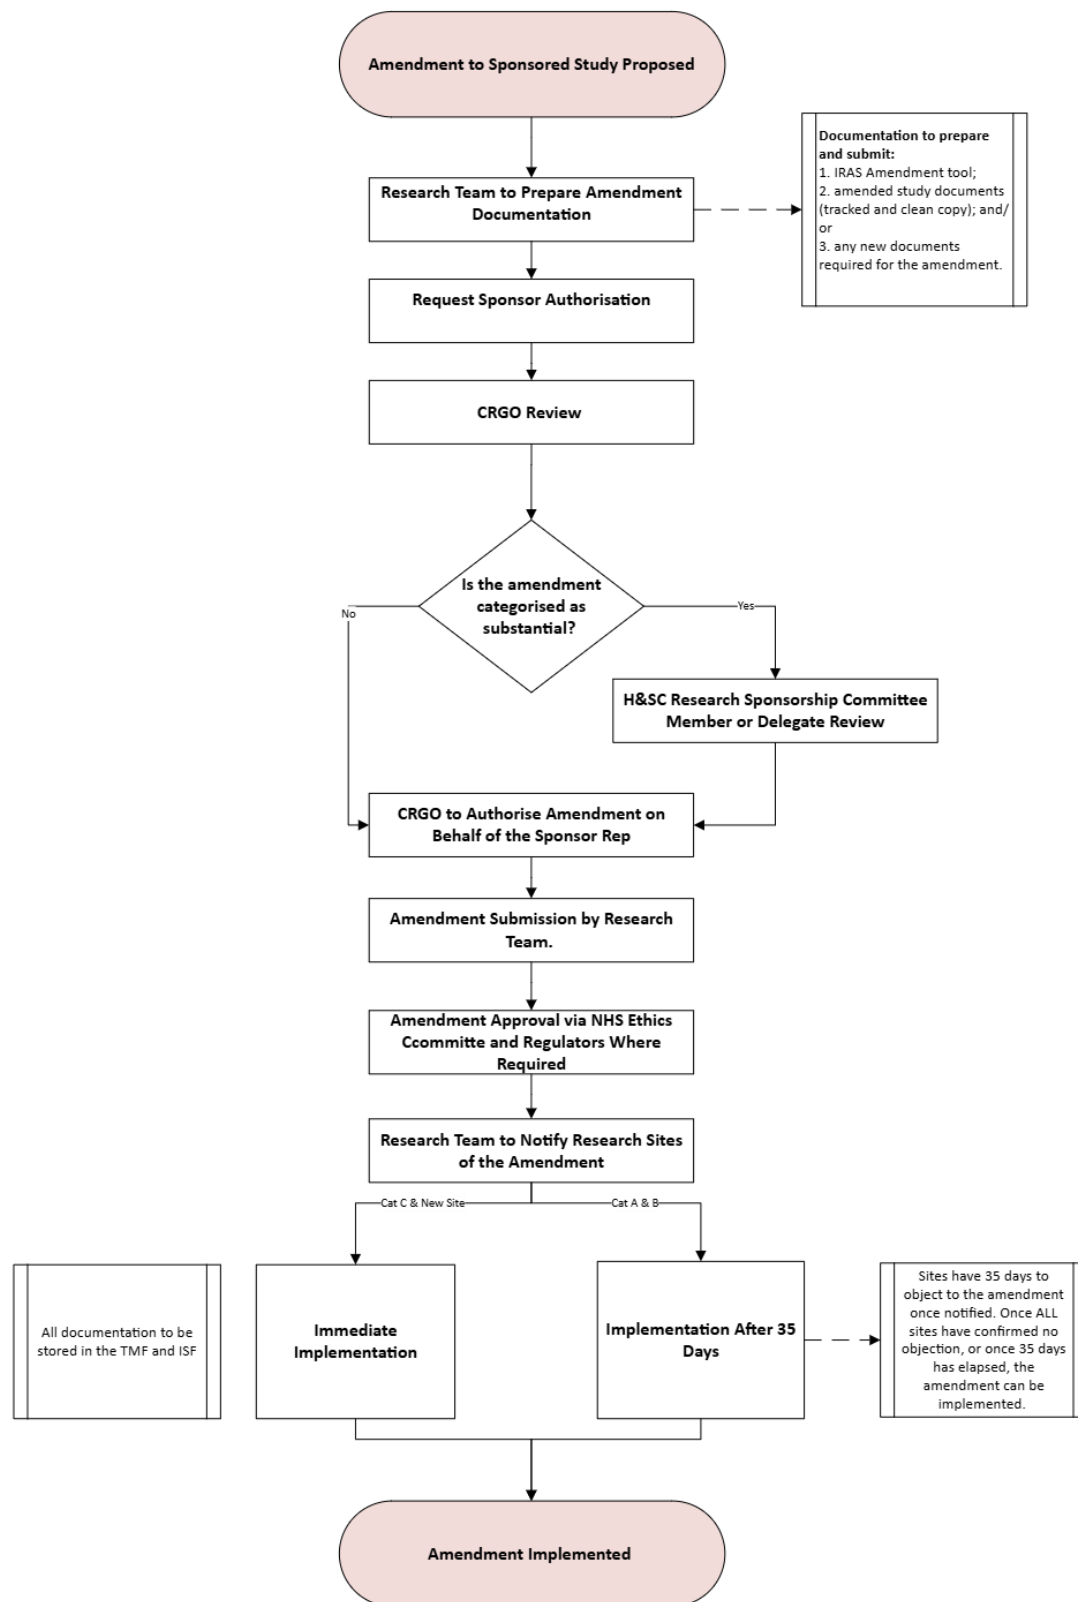 Amendment to Sponsored Study Proposed
Documentation to prepare
and submit:
1. IRAS Amendment tool;
2. amended study documents
(tracked and clean copy); and/
or
3. any new documents
required for the amendment.
Research Team to Prepare Amendment
Documentation
Request Sponsor Authorisation
CRGO Review
Is the amendment
categorised as
substantial?
No
Yes
H&SC Research Sponsorship Committee
Member or Delegate Review
CRGO to Authorise Amendment on
Behalf of the Sponsor Rep
Amendment Submission by Research
Team.
Amendment Approval via NHS Ethics
Ccommitte and Regulators Where
Required
Research Team to Notify Research Sites
of the Amendment
Cat C & New Site
Cat A & B
All documentation to be
stored in the TMF and ISF
Immediate
Implementation
Implementation After 35
Days
Sites have 35 days to
object to the amendment
once notified. Once ALL
sites have confirmed no
objection, or once 35 days
has elapsed, the
amendment can be
implemented.
Amendment Implemented